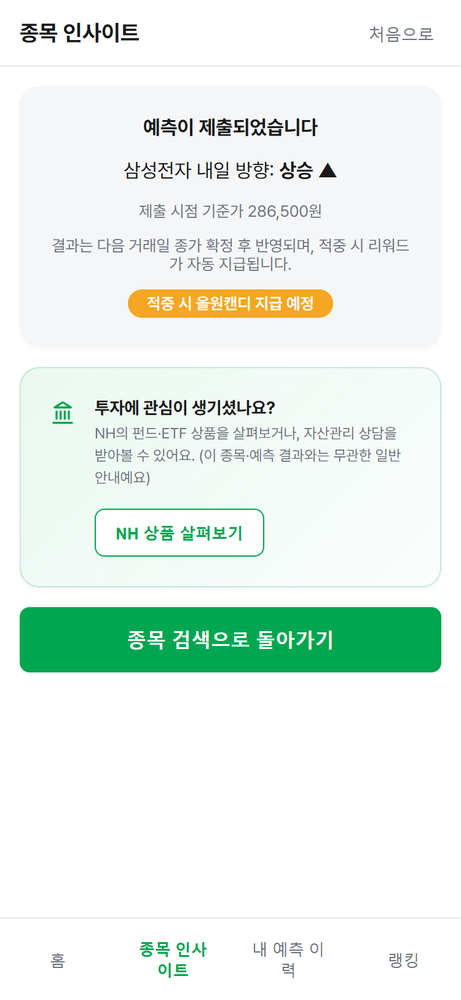 종목 인사이트
처음으로
예측이 제출되었습니다
삼성전자 내일 방향: 상승 ▲
제출 시점 기준가 286,500원
결과는 다음 거래일 종가 확정 후 반영되며, 적중 시 리워드
가 자동 지급됩니다.
적중 시 올원캔디 지급 예정
투자에 관심이 생기셨나요?
NH의 펀드·ETF 상품을 살펴보거나, 자산관리 상담을
받아볼 수 있어요. (이 종목·예측 결과와는 무관한 일반
안내예요)
NH 상품 살펴보기
종목 검색으로 돌아가기
홈
종목 인사
이트
내 예측 이
력
랭킹